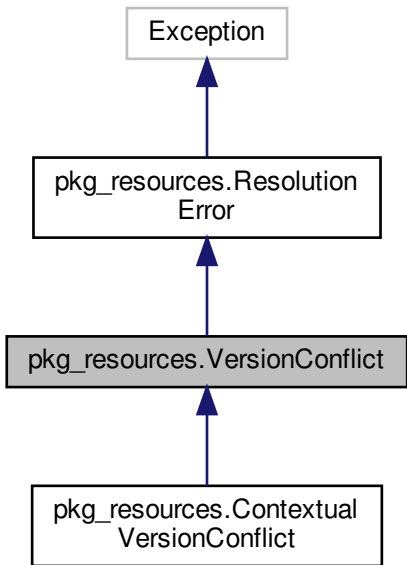 Exception
pkg_resources.Resolution
Error
pkg_resources.VersionConflict
pkg_resources.Contextual
VersionConflict